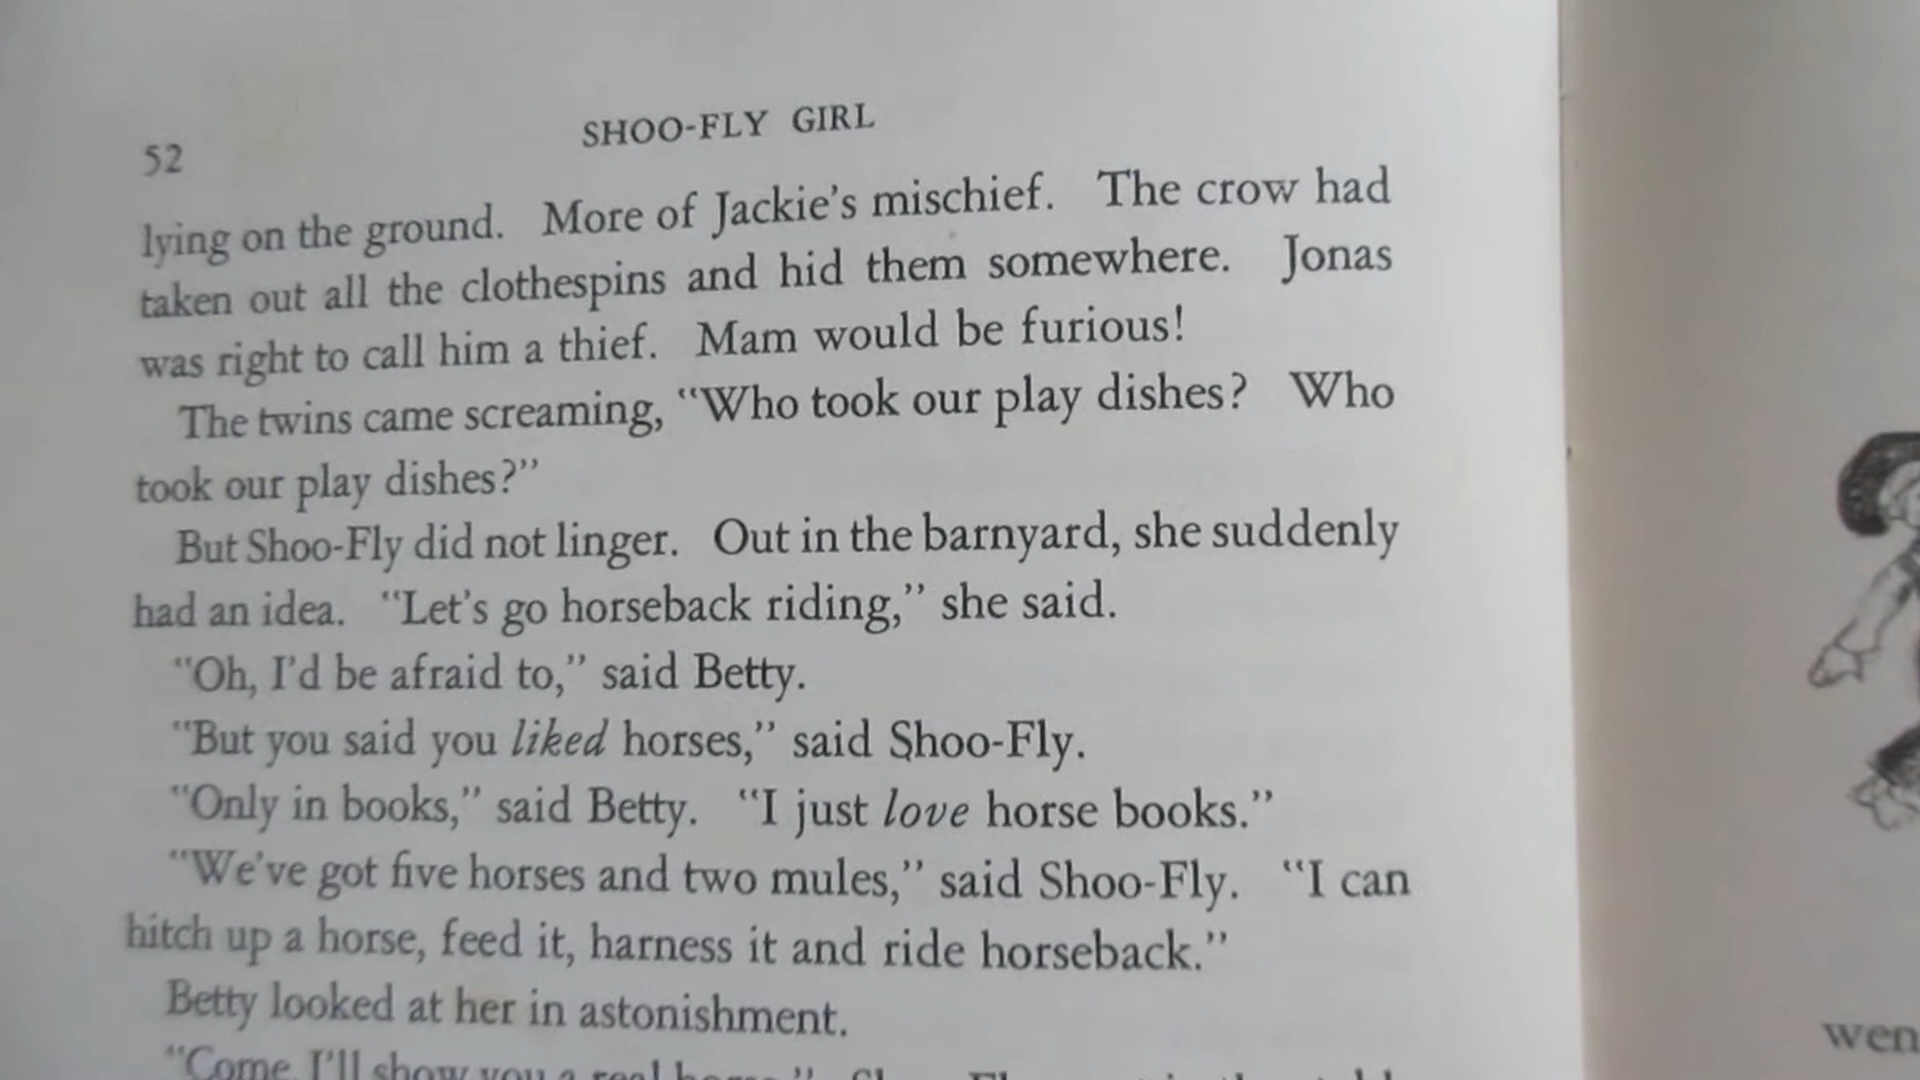 52
SHOO-FLY GIRL
lying on the ground. More of Jackie's mischief. The crow had
taken out all the clothespins and hid them somewhere. Jonas
was right to call him a thief. Mam would be furious!
The twins came screaming, "Who took our play dishes? Who
took our play dishes?"
But Shoo-Fly did not linger. Out in the barnyard, she suddenly
had an idea. "Let's go horseback riding," she said.
"Oh, I'd be afraid to," said Betty.
"But you said you liked horses," said Shoo-Fly.
"Only in books," said Betty. "I just love horse books."
"We've got five horses and two mules," said Shoo-Fly. "I can
hitch up a horse, feed it, harness it and ride horseback."
Betty looked at her in astonishment.
"Come I'll show you a real horse."